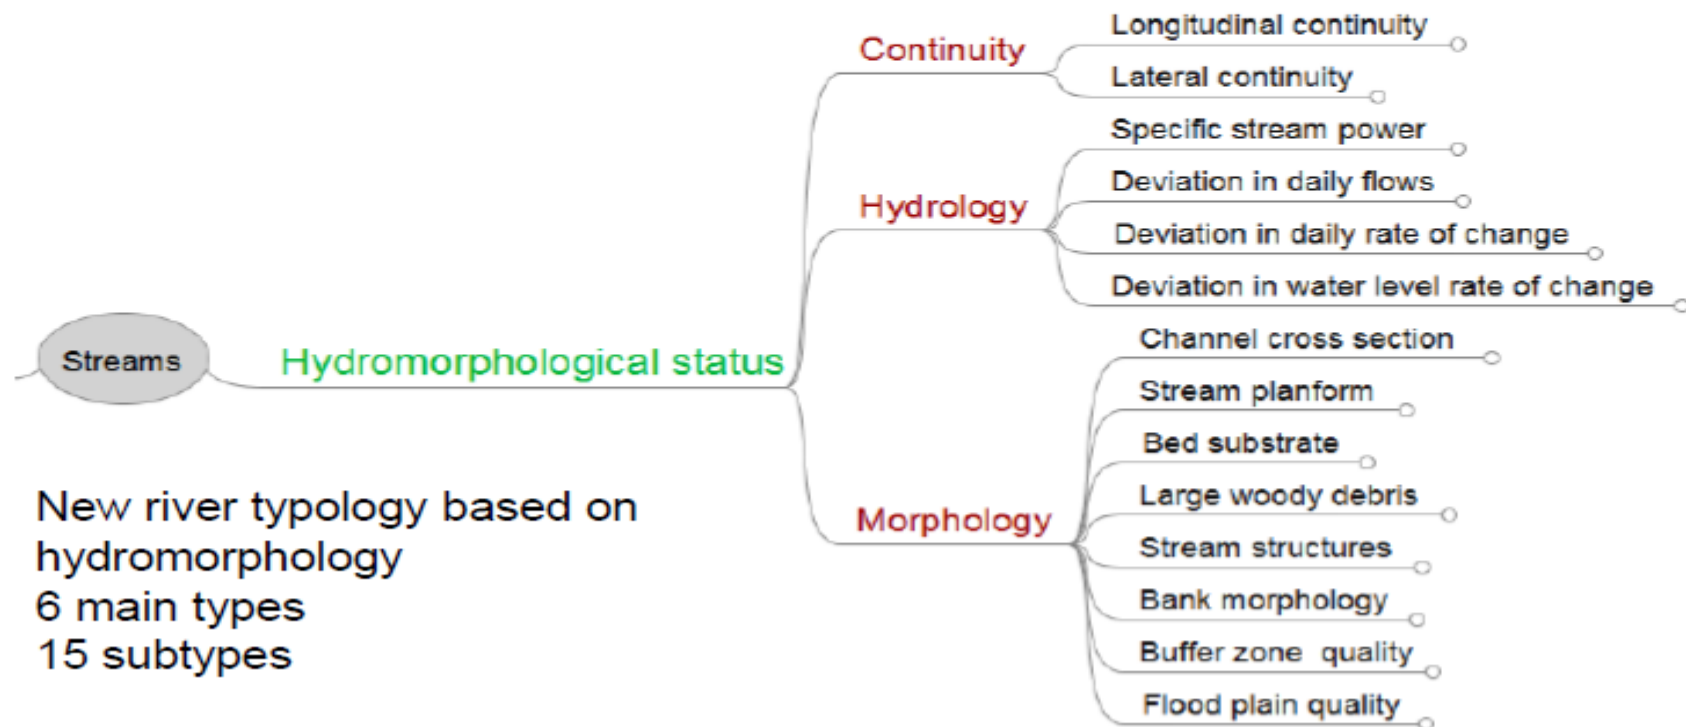 Streams
Hydromorphological status
Continuity
Longitudinal continuity
Lateral continuity
Hydrology
Specific stream power
Deviation in daily flows
Deviation in daily rate of change
Deviation in water level rate of change
Morphology
Channel cross section
Stream planform
Bed substrate
Large woody debris
Stream structures
Bank morphology
Buffer zone quality
Flood plain quality
New river typology based on
hydromorphology
6 main types
15 subtypes